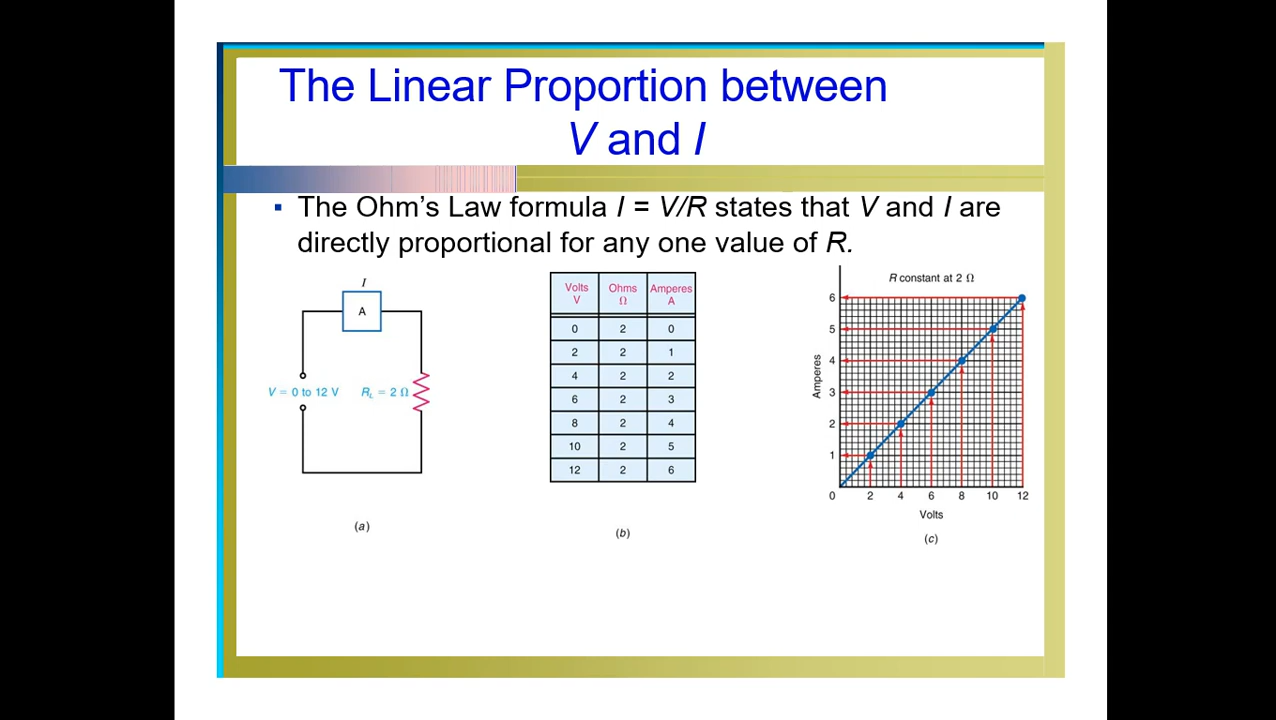 The Linear Proportion between
V and I
▪ The Ohm’s Law formula I = V/R states that V and I are
directly proportional for any one value of R.
I
A
V = 0 to 12 V
R_L = 2 Ω
(a)
Volts Ohms Amperes
V Ω A
0 2 0
2 2 1
4 2 2
6 2 3
8 2 4
10 2 5
12 2 6
(b)
R constant at 2 Ω
6
5
4
3
2
1
Amperes
0 2 4 6 8 10 12
Volts
(c)